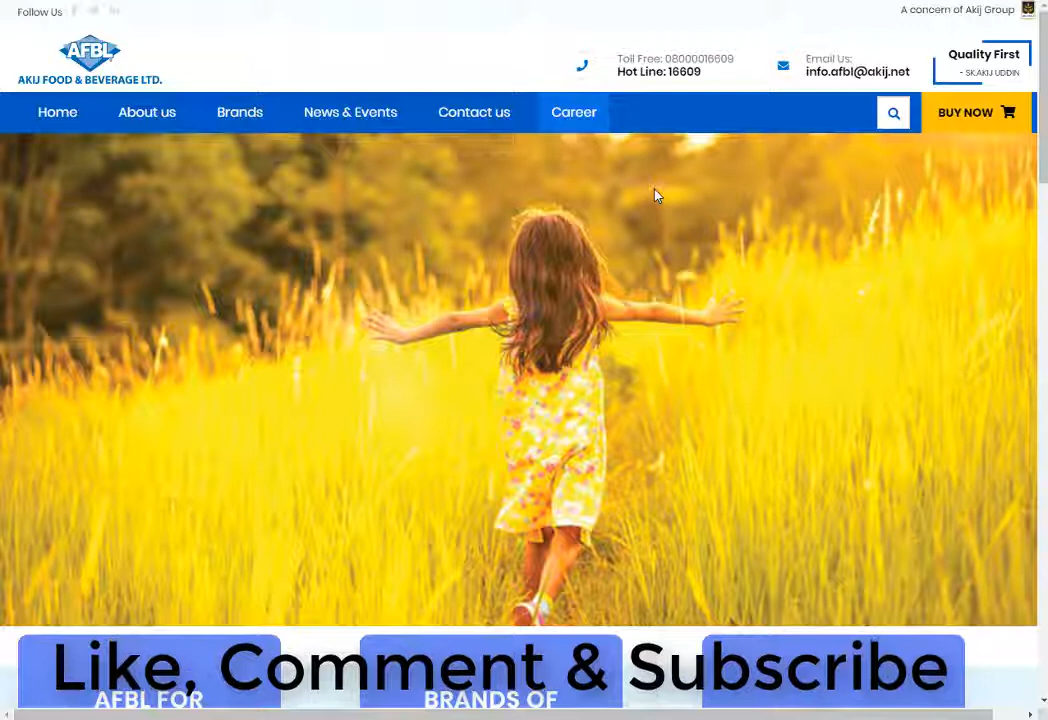 Follow Us
A concern of Akij Group
AFBL
AKIJ FOOD & BEVERAGE LTD.
Toll Free: 08000016609
Hot Line: 16609
Email Us:
info.afbl@akij.net
Quality First
- SK.AKIJ UDDIN
Home About us Brands News & Events Contact us Career
BUY NOW
Like, Comment & Subscribe
AFBL FOR
BRANDS OF